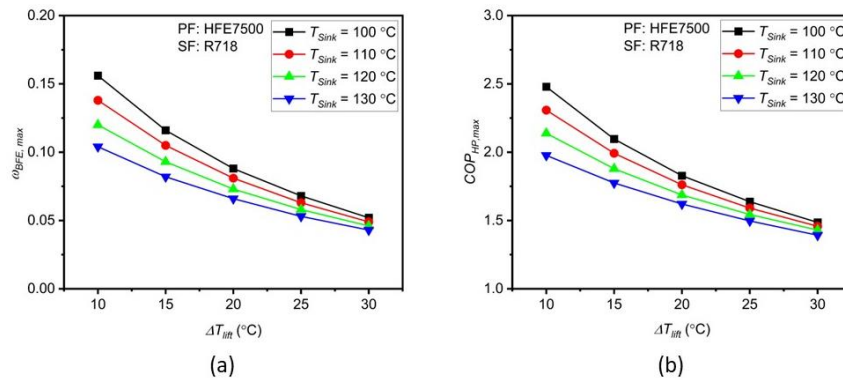 PF: HFE7500
SF: R718
T_Sink = 100 °C
T_Sink = 110 °C
T_Sink = 120 °C
T_Sink = 130 °C
0.20
0.15
0.10
0.05
0.00
ω_BFE, max
10 15 20 25 30
ΔT_lift (°C)
(a)
PF: HFE7500
SF: R718
T_Sink = 100 °C
T_Sink = 110 °C
T_Sink = 120 °C
T_Sink = 130 °C
3.0
2.5
2.0
1.5
1.0
COP_HP,max
10 15 20 25 30
ΔT_lift (°C)
(b)